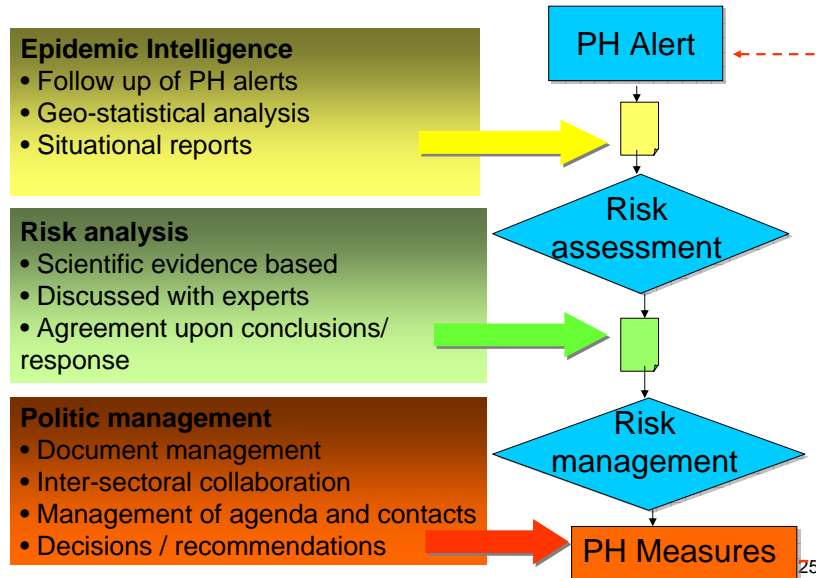 Epidemic Intelligence
• Follow up of PH alerts
• Geo-statistical analysis
• Situational reports
PH Alert
Risk analysis
• Scientific evidence based
• Discussed with experts
• Agreement upon conclusions/
response
Risk
assessment
Politic management
• Document management
• Inter-sectoral collaboration
• Management of agenda and contacts
• Decisions / recommendations
Risk
management
PH Measures
25